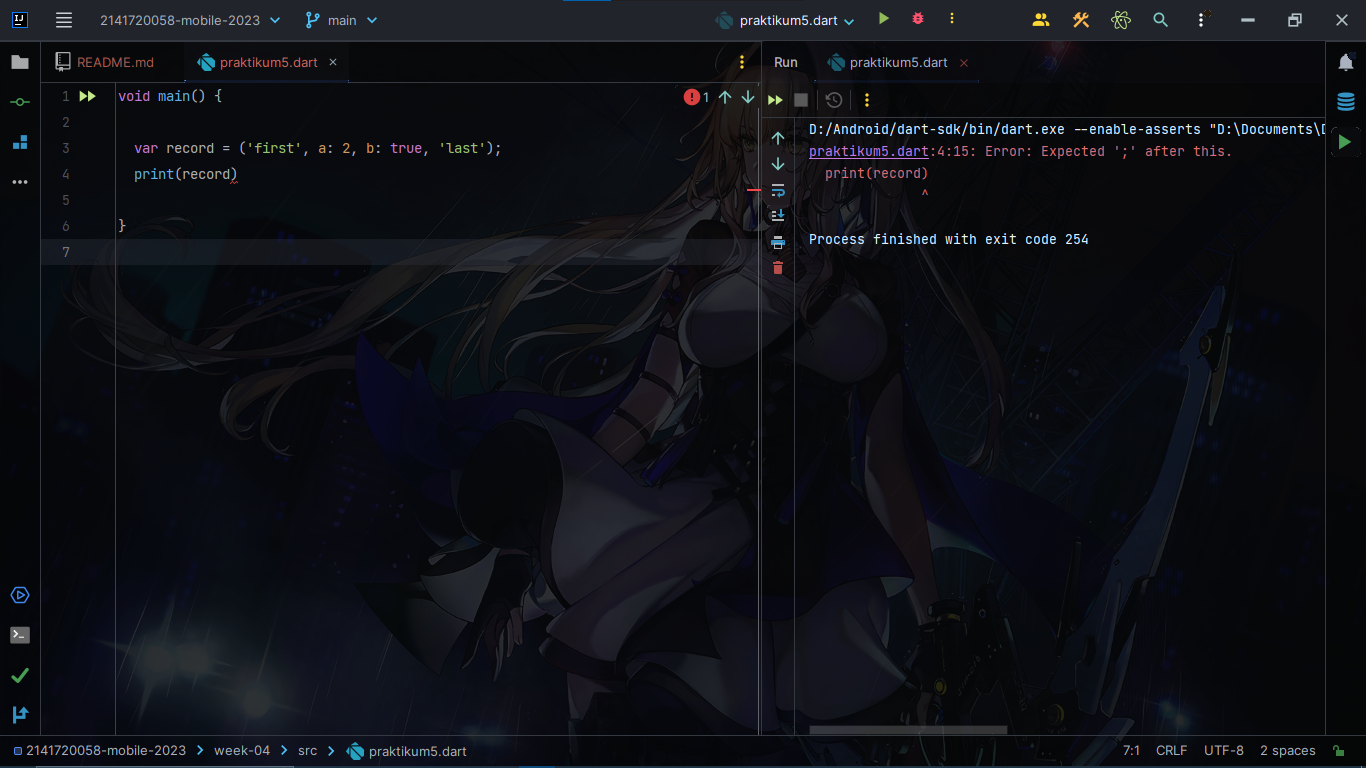 2141720058-mobile-2023 main praktikum5.dart
README.md praktikum5.dart Run praktikum5.dart
1 void main() {
2
3 var record = ('first', a: 2, b: true, 'last');
4 print(record)
5
6 }
7
1
D:/Android/dart-sdk/bin/dart.exe --enable-asserts "D:\Documents\D
praktikum5.dart:4:15: Error: Expected ';' after this.
print(record)
^
Process finished with exit code 254
2141720058-mobile-2023 > week-04 > src > praktikum5.dart 7:1 CRLF UTF-8 2 spaces